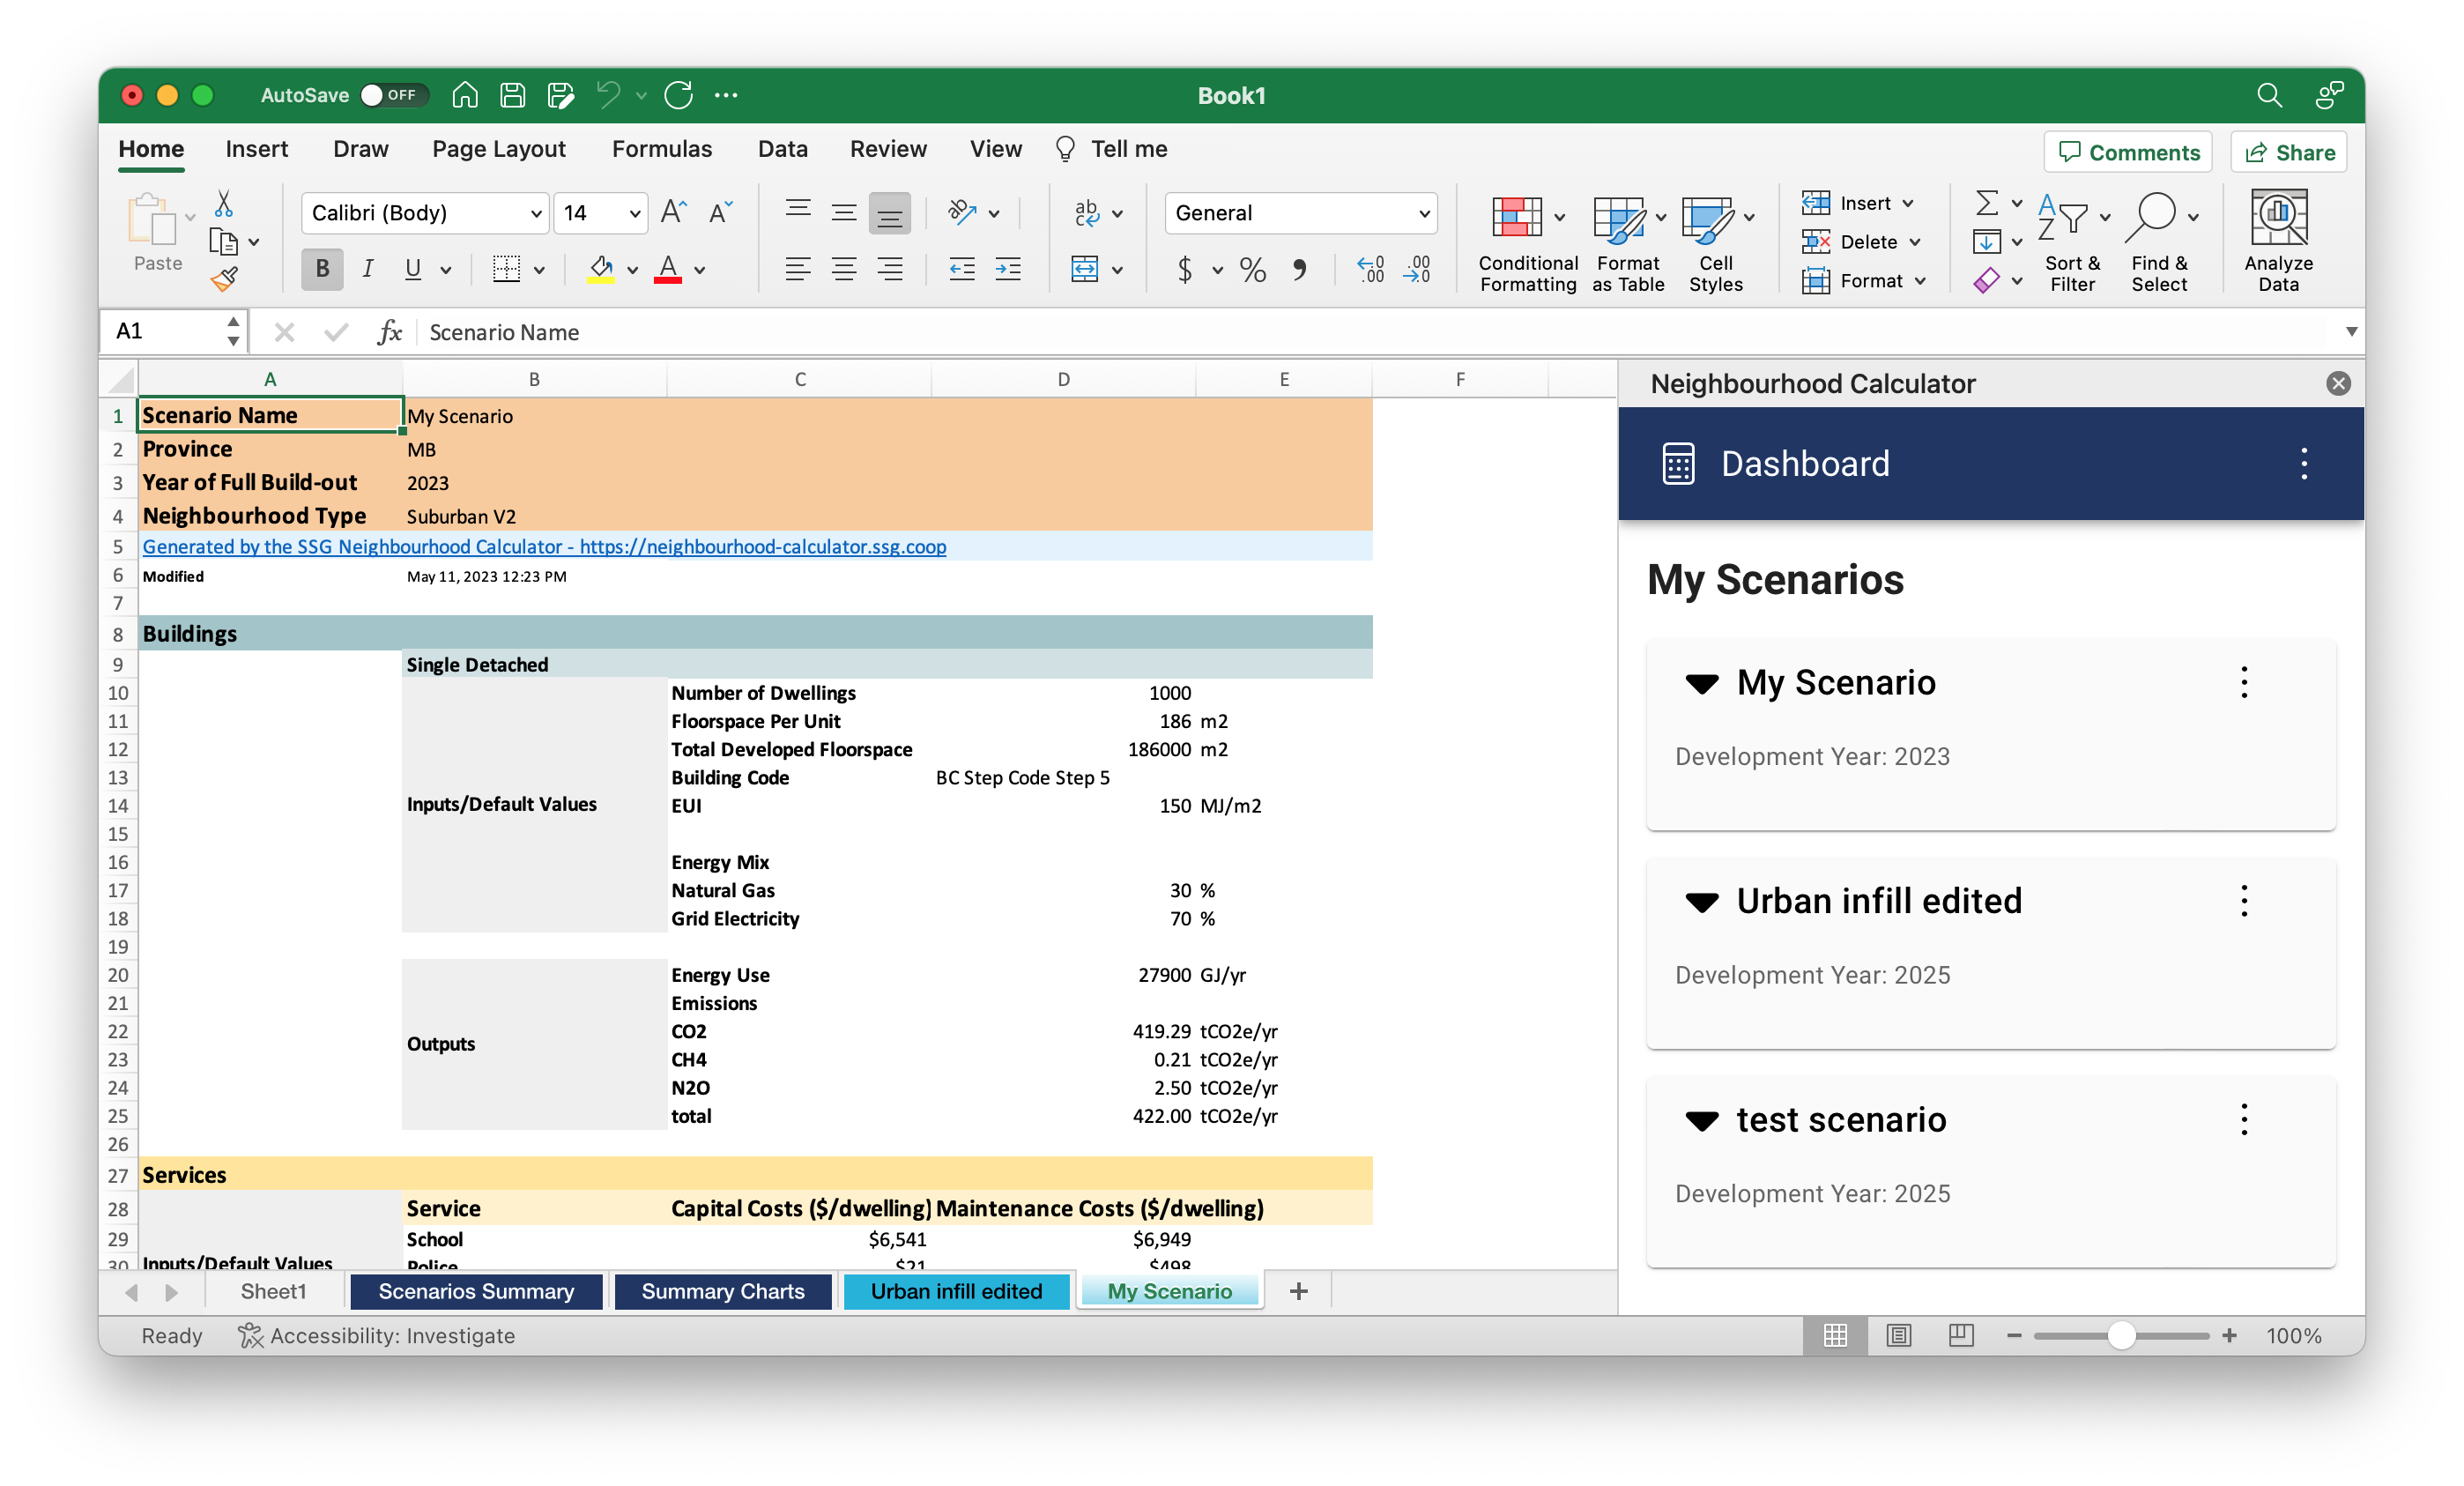 AutoSave OFF
Book1
Home Insert Draw Page Layout Formulas Data Review View Tell me
Comments Share
Paste
Calibri (Body) 14
General
Conditional Formatting
Format as Table
Cell Styles
Insert
Delete
Format
Sort & Filter
Find & Select
Analyze Data
A1 fx Scenario Name
A B C D E F
1 Scenario Name My Scenario
2 Province MB
3 Year of Full Build-out 2023
4 Neighbourhood Type Suburban V2
5 Generated by the SSG Neighbourhood Calculator - https://neighbourhood-calculator.ssg.coop
6 Modified May 11, 2023 12:23 PM
7
8 Buildings
9 Single Detached
10 Number of Dwellings 1000
11 Floorspace Per Unit 186 m2
12 Total Developed Floorspace 186000 m2
13 Building Code BC Step Code Step 5
14 Inputs/Default Values EUI 150 MJ/m2
15
16 Energy Mix
17 Natural Gas 30 %
18 Grid Electricity 70 %
19
20 Energy Use 27900 GJ/yr
21 Emissions
22 CO2 419.29 tCO2e/yr
Outputs
23 CH4 0.21 tCO2e/yr
24 N2O 2.50 tCO2e/yr
25 total 422.00 tCO2e/yr
26
27 Services
28 Service Capital Costs ($/dwelling) Maintenance Costs ($/dwelling)
29 School $6,541 $6,949
30 Inputs/Default Values Police $21 $498
Sheet1 Scenarios Summary Summary Charts Urban infill edited My Scenario +
Ready Accessibility: Investigate
100%
Neighbourhood Calculator
Dashboard
My Scenarios
My Scenario
Development Year: 2023
Urban infill edited
Development Year: 2025
test scenario
Development Year: 2025